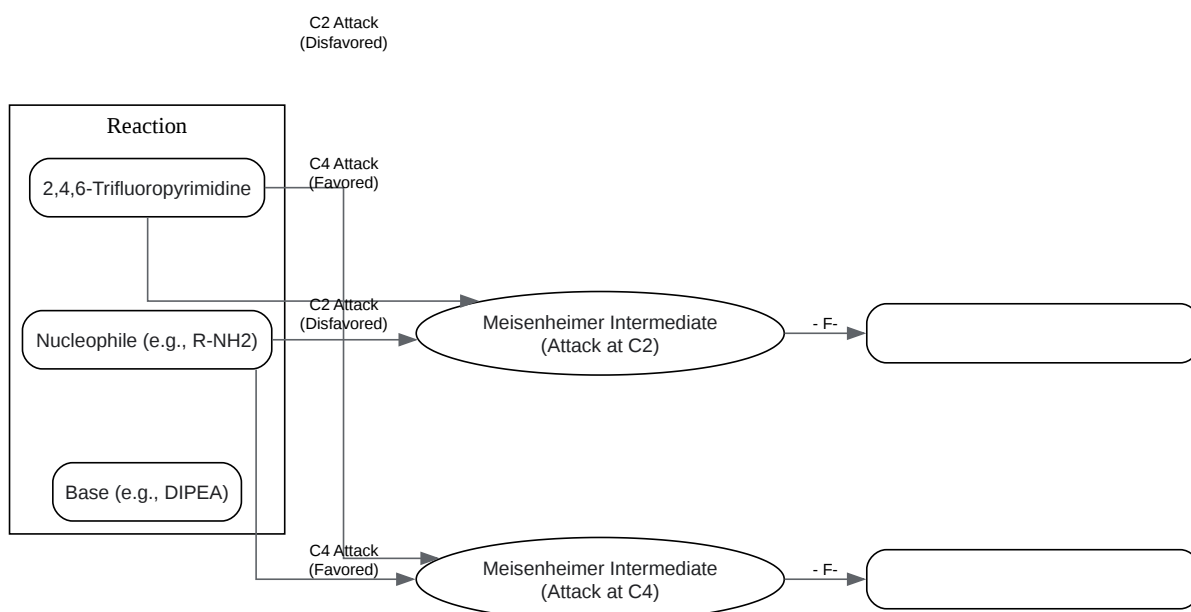 C2 Attack
(Disfavored)
Reaction
C4 Attack
(Favored)
2,4,6-Trifluoropyrimidine
C2 Attack
(Disfavored)
Nucleophile (e.g., R-NH2)
Meisenheimer Intermediate
(Attack at C2)
- F-
Base (e.g., DIPEA)
C4 Attack
(Favored)
Meisenheimer Intermediate
(Attack at C4)
- F-